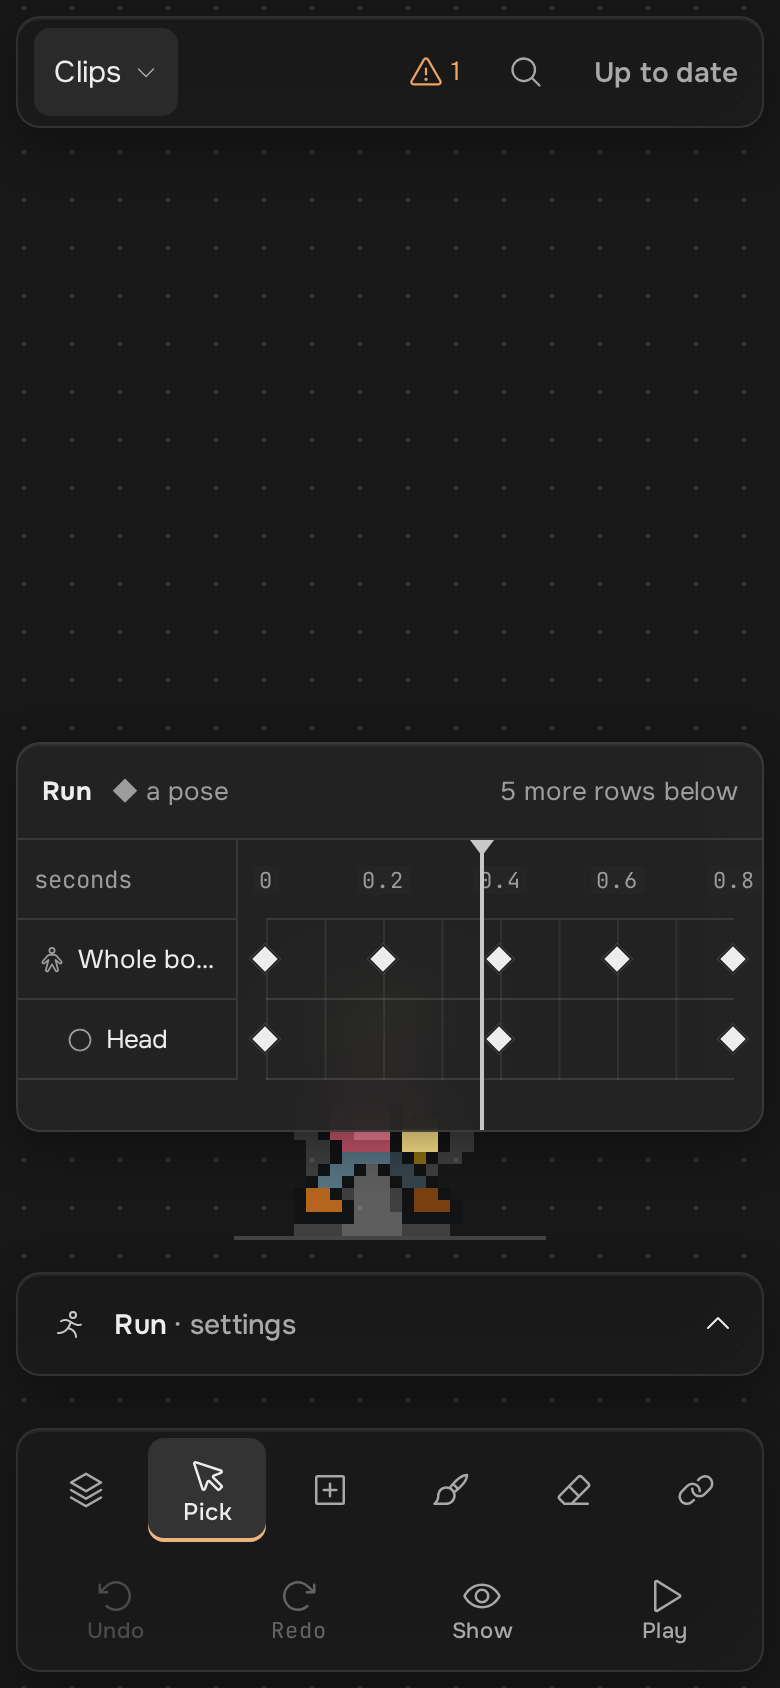 Clips
1
Up to date
Run a pose
5 more rows below
seconds
0 0.2 0.4 0.6 0.8
Whole bo...
Head
Run · settings
Pick
Undo
Redo
Show
Play